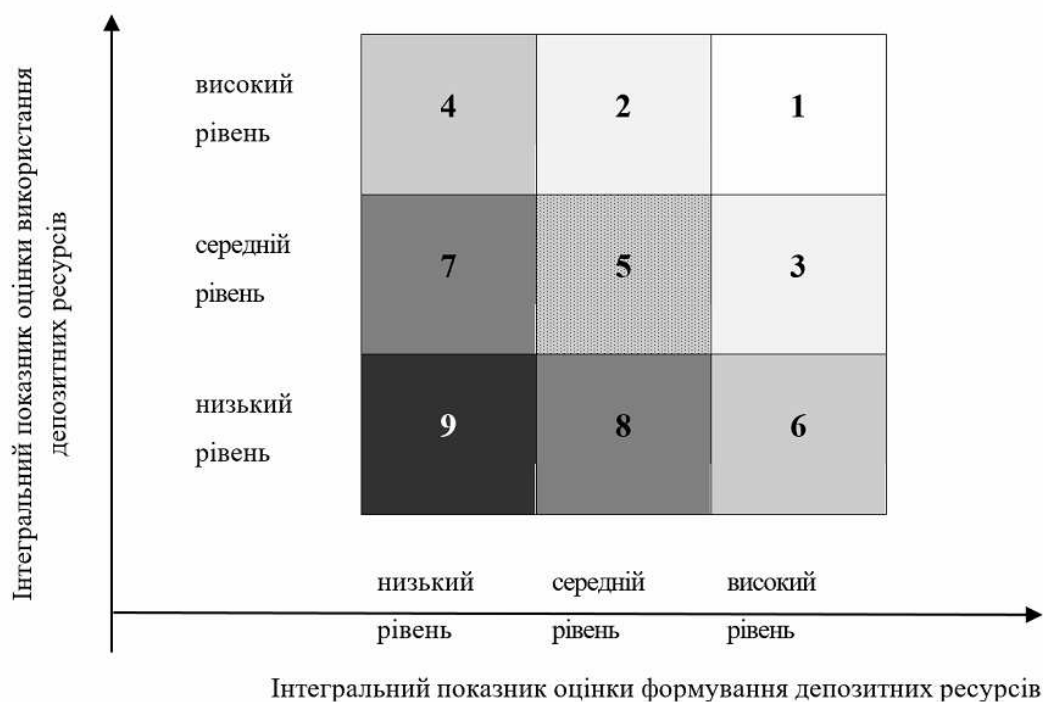 Інтегральний показник оцінки використання
депозитних ресурсів
високий
рівень
4 2 1
середній
рівень
7 5 3
низький
рівень
9 8 6
низький середній високий
рівень рівень рівень
Інтегральний показник оцінки формування депозитних ресурсів